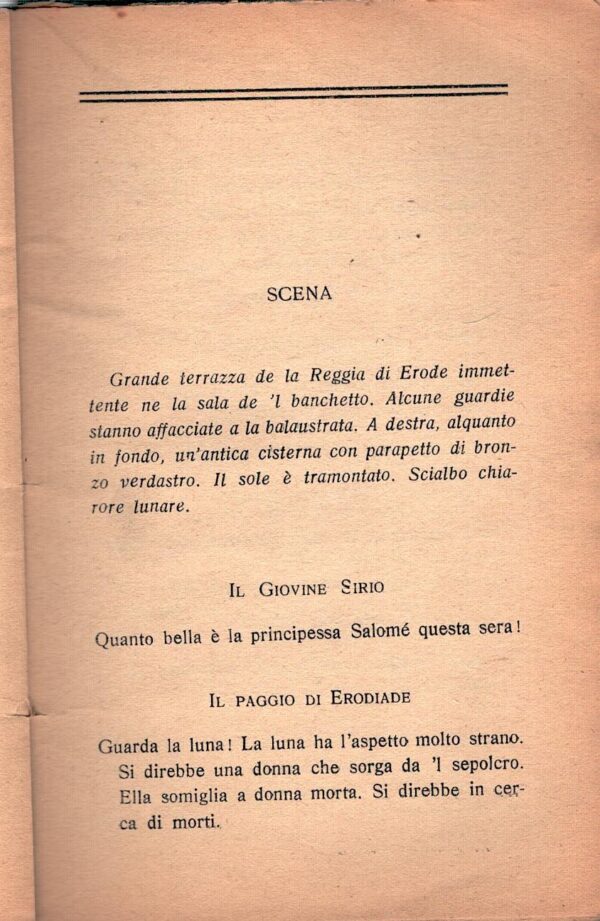 SCENA
Grande terrazza de la Reggia di Erode immet-
tente ne la sala de 'l banchetto. Alcune guardie
stanno affacciate a la balaustrata. A destra, alquanto
in fondo, un'antica cisterna con parapetto di bron-
zo verdastro. Il sole è tramontato. Scialbo chia-
rore lunare.
IL GIOVINE SIRIO
Quanto bella è la principessa Salomé questa sera!
IL PAGGIO DI ERODIADE
Guarda la luna! La luna ha l'aspetto molto strano.
Si direbbe una donna che sorga da 'l sepolcro.
Ella somiglia a donna morta. Si direbbe in cer-
ca di morti.